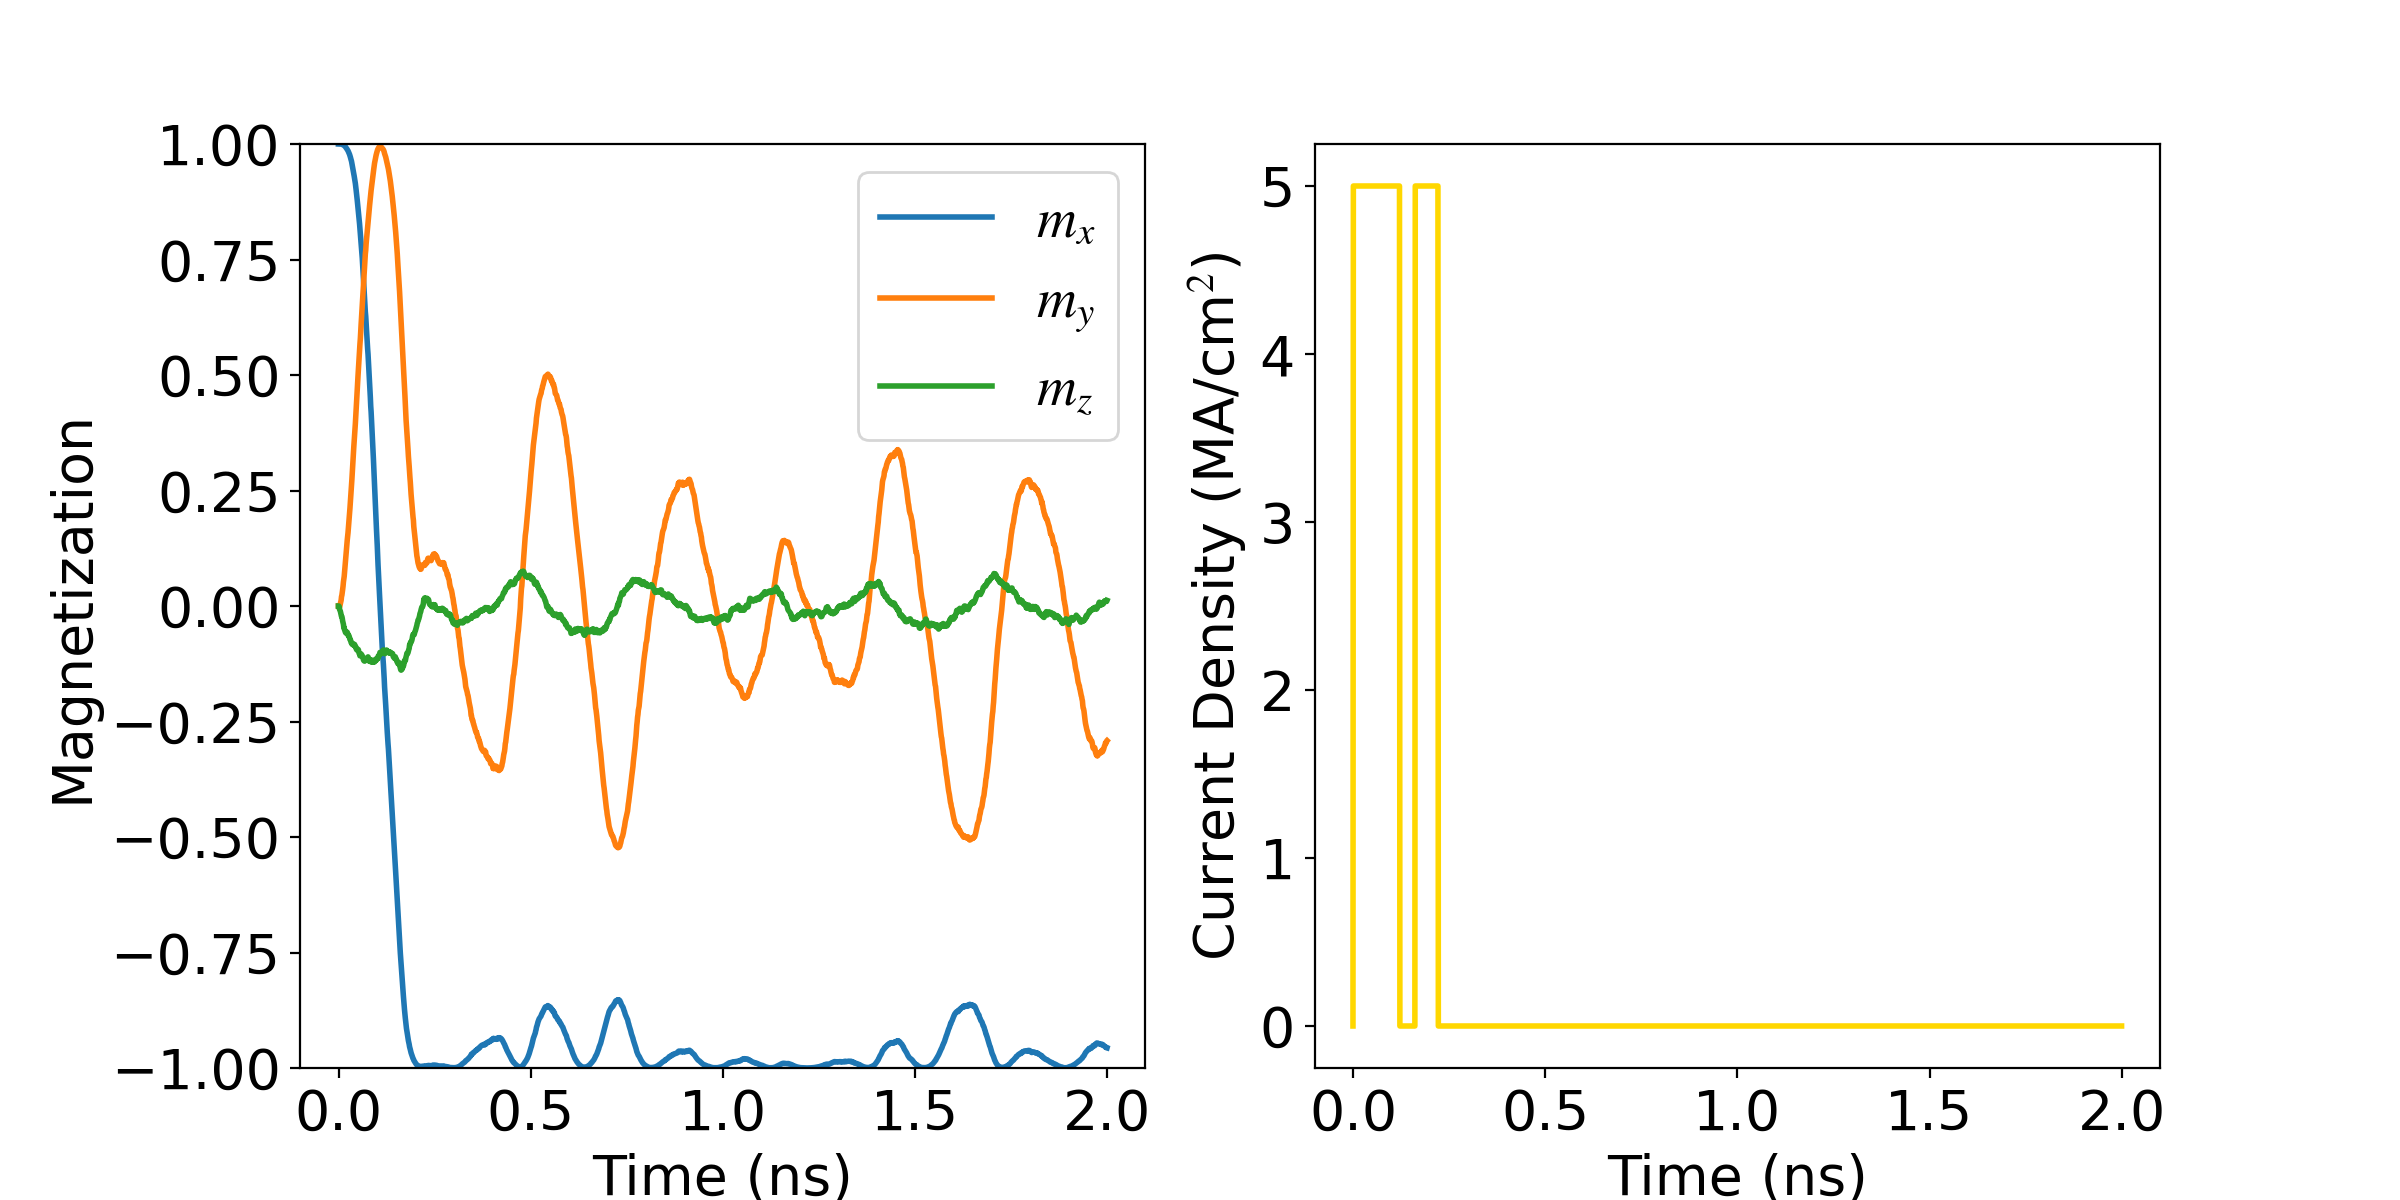 Magnetization
1.00
0.75
0.50
0.25
0.00
−0.25
−0.50
−0.75
−1.00
0.0 0.5 1.0 1.5 2.0
Time (ns)
m_x
m_y
m_z
Current Density (MA/cm²)
5
4
3
2
1
0
0.0 0.5 1.0 1.5 2.0
Time (ns)